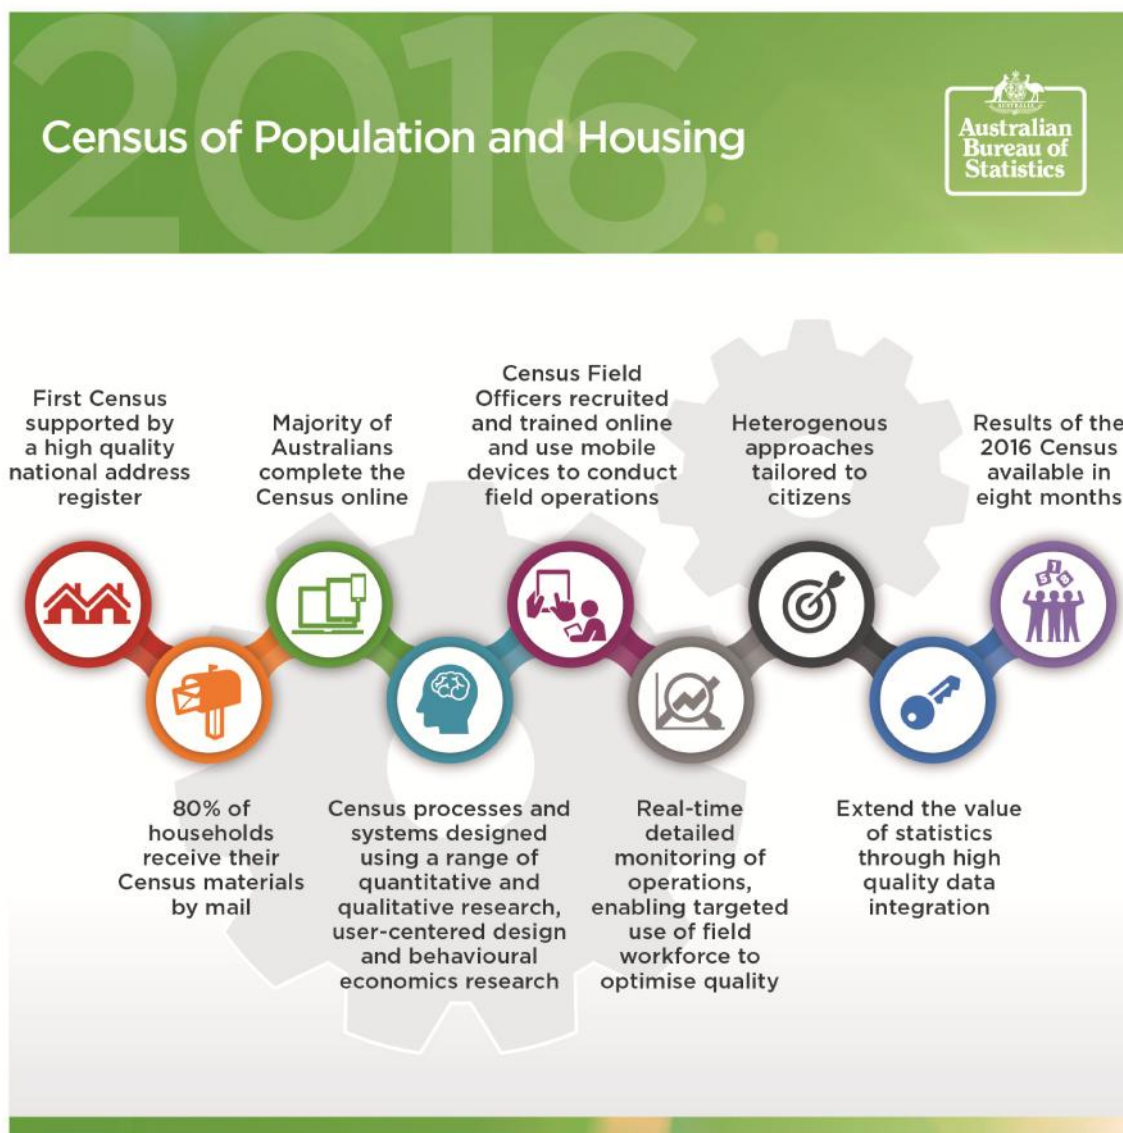 2016
Census of Population and Housing
AUSTRALIA
Australian
Bureau of
Statistics
First Census
supported by
a high quality
national address
register
80% of
households
receive their
Census materials
by mail
Majority of
Australians
complete the
Census online
Census processes and
systems designed
using a range of
quantitative and
qualitative research,
user-centered design
and behavioural
economics research
Census Field
Officers recruited
and trained online
and use mobile
devices to conduct
field operations
Real-time
detailed
monitoring of
operations,
enabling targeted
use of field
workforce to
optimise quality
Heterogenous
approaches
tailored to
citizens
Extend the value
of statistics
through high
quality data
integration
Results of the
2016 Census
available in
eight months
5 1 8